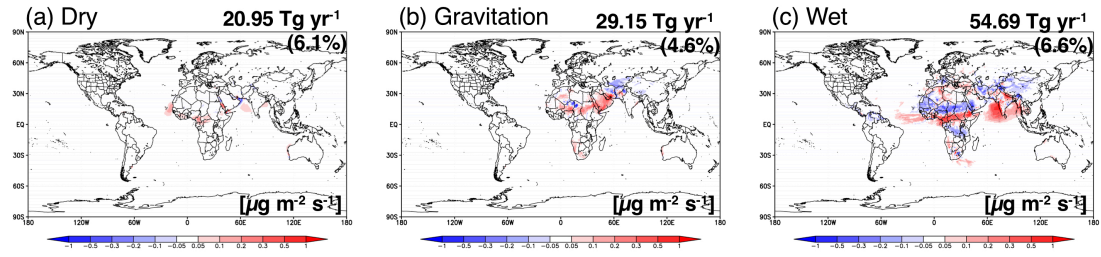 (a) Dry
20.95 Tg yr⁻¹
(6.1%)
90N
60N
30N
EQ
30S
60S
90S
180 120W 60W 0 60E 120E 180
[µg m⁻² s⁻¹]
−1 −0.5 −0.3 −0.2 −0.1 −0.05 0.05 0.1 0.2 0.3 0.5 1
(b) Gravitation
29.15 Tg yr⁻¹
(4.6%)
90N
60N
30N
EQ
30S
60S
90S
180 120W 60W 0 60E 120E 180
[µg m⁻² s⁻¹]
−1 −0.5 −0.3 −0.2 −0.1 −0.05 0.05 0.1 0.2 0.3 0.5 1
(c) Wet
54.69 Tg yr⁻¹
(6.6%)
90N
60N
30N
EQ
30S
60S
90S
180 120W 60W 0 60E 120E 180
[µg m⁻² s⁻¹]
−1 −0.5 −0.3 −0.2 −0.1 −0.05 0.05 0.1 0.2 0.3 0.5 1